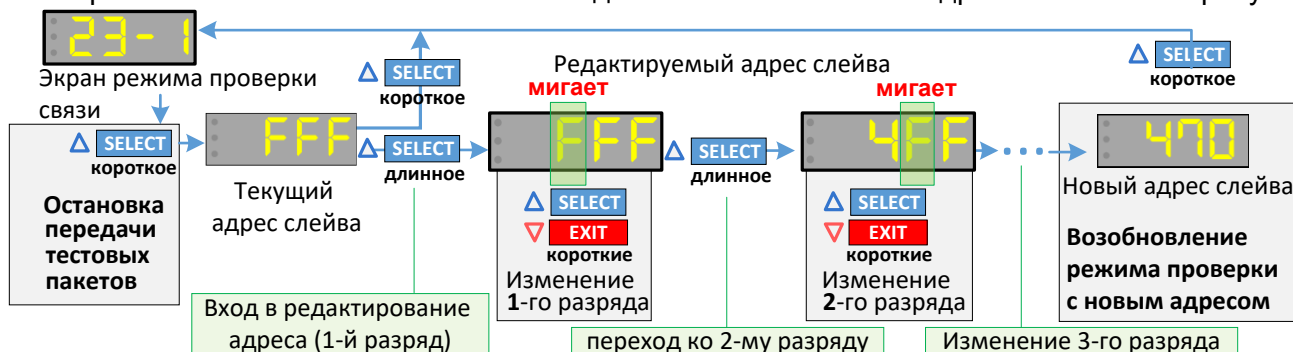 23-1
Экран режима проверки
связи
SELECT
короткое
Остановка
передачи
тестовых
пакетов
FFF
Текущий
адрес слейва
SELECT
короткое
SELECT
длинное
Вход в редактирование
адреса (1-й разряд)
Редактируемый адрес слейва
мигает
FFF
SELECT
EXIT
короткие
Изменение
1-го разряда
SELECT
длинное
переход ко 2-му разряду
мигает
4FF
SELECT
EXIT
короткие
Изменение
2-го разряда
Изменение 3-го разряда
SELECT
короткое
470
Новый адрес слейва
Возобновление
режима проверки
с новым адресом